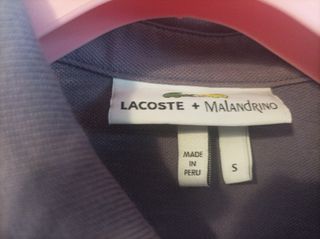 LACOSTE + MALANDRINO
MADE
IN
PERU
S